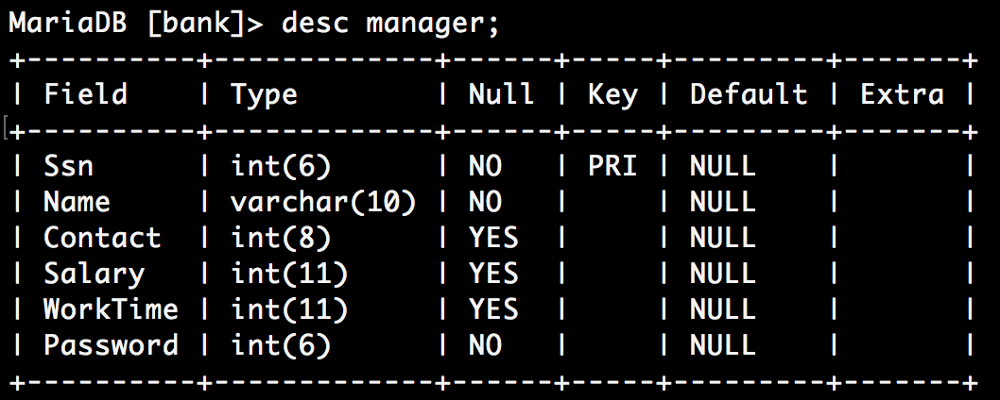 MariaDB [bank]> desc manager;
+----------+-------------+------+-----+---------+-------+
| Field    | Type        | Null | Key | Default | Extra |
+----------+-------------+------+-----+---------+-------+
| Ssn      | int(6)      | NO   | PRI | NULL    |       |
| Name     | varchar(10) | NO   |     | NULL    |       |
| Contact  | int(8)      | YES  |     | NULL    |       |
| Salary   | int(11)     | YES  |     | NULL    |       |
| WorkTime | int(11)     | YES  |     | NULL    |       |
| Password | int(6)      | NO   |     | NULL    |       |
+----------+-------------+------+-----+---------+-------+